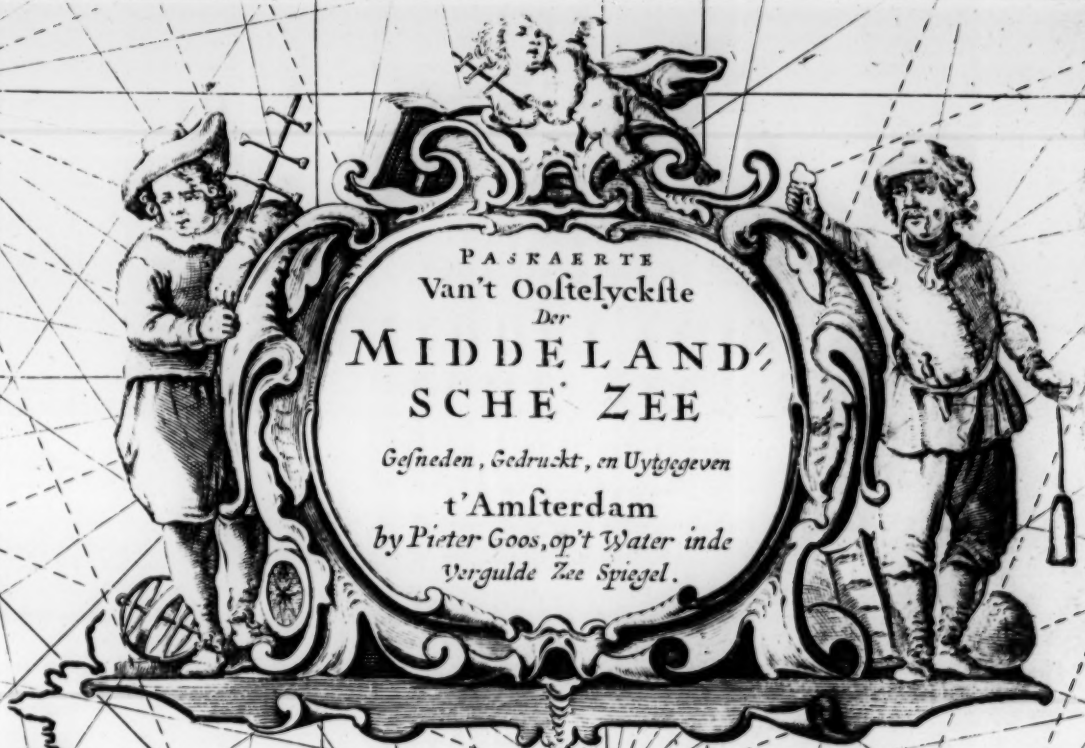 PASKAERTE
Van't Ooſtelyckſte
Der
MIDDELAND⸗
SCHE ZEE
Geſneden, Gedruckt, en Uytgegeven
t'Amſterdam
by Pieter Goos, op't Water inde
Vergulde Zee Spiegel.